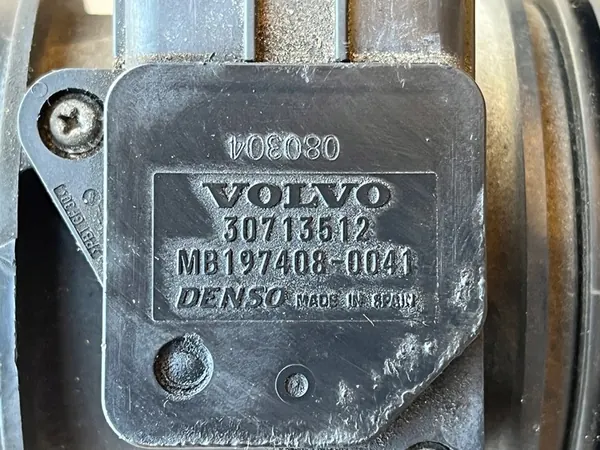 080304
VOLVO
30713512
MB197408-0041
DENSO MADE IN SPAIN